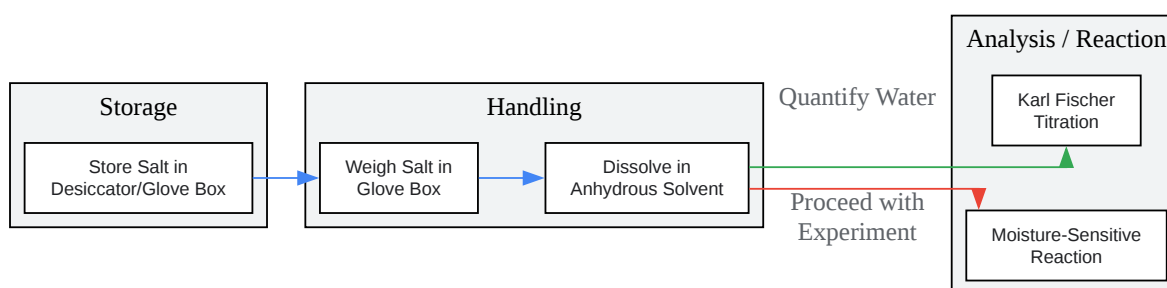 Storage
Store Salt in
Desiccator/Glove Box
Handling
Weigh Salt in
Glove Box
Dissolve in
Anhydrous Solvent
Quantify Water
Proceed with
Experiment
Analysis / Reaction
Karl Fischer
Titration
Moisture-Sensitive
Reaction